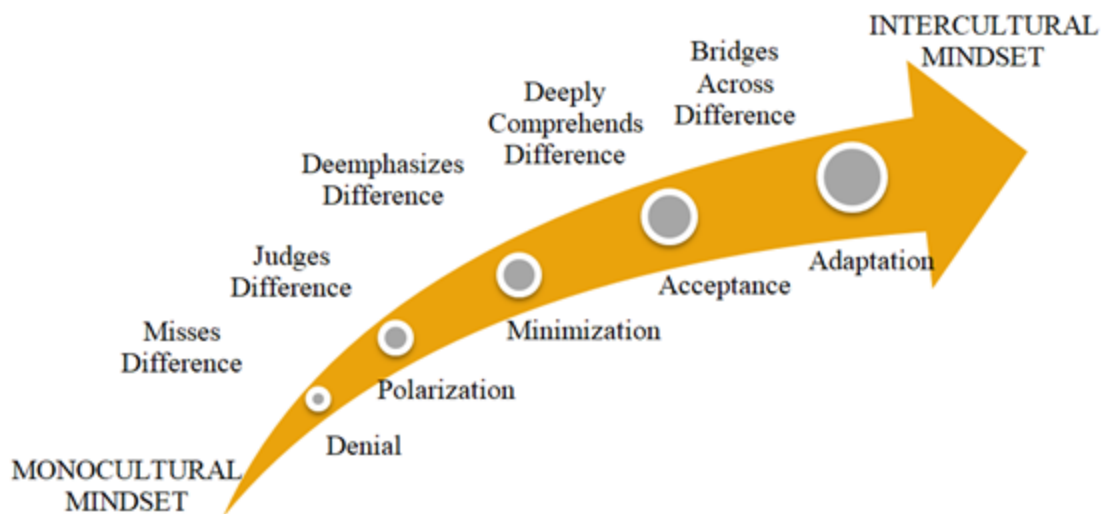 INTERCULTURAL
MINDSET
Bridges
Across
Difference
Deeply
Comprehends
Difference
Deemphasizes
Difference
Judges
Difference
Misses
Difference
Adaptation
Acceptance
Minimization
Polarization
Denial
MONOCULTURAL
MINDSET